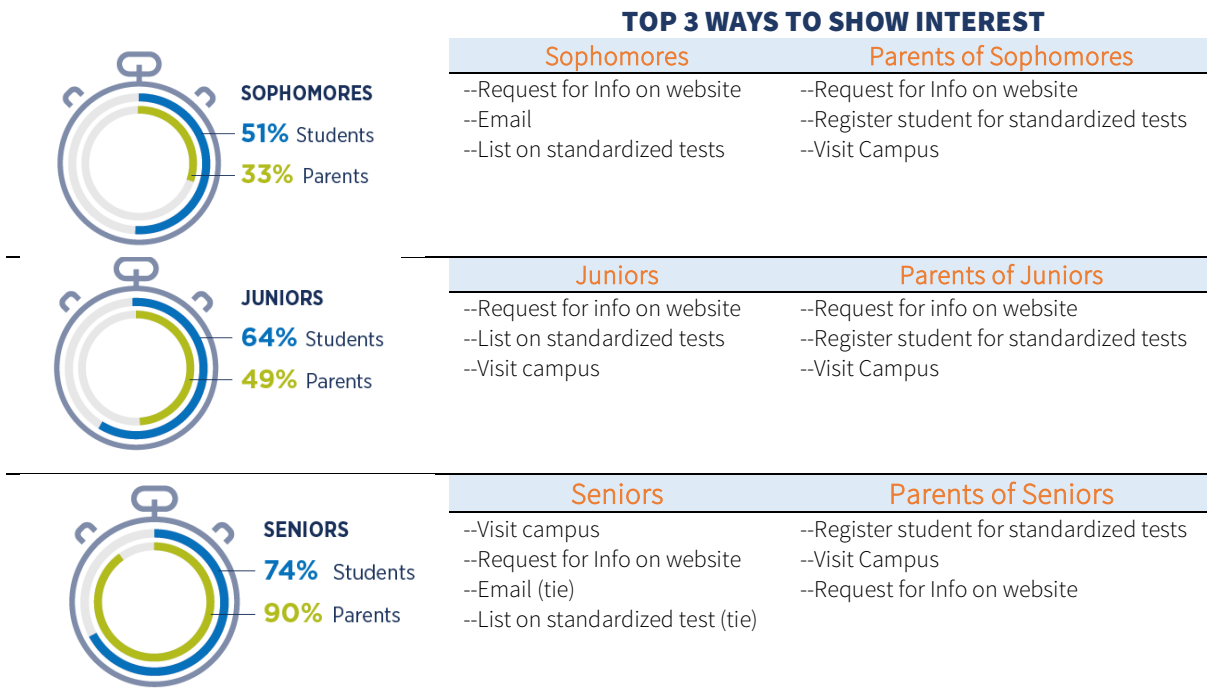 TOP 3 WAYS TO SHOW INTEREST
SOPHOMORES
51% Students
33% Parents
Sophomores
--Request for Info on website
--Email
--List on standardized tests
Parents of Sophomores
--Request for Info on website
--Register student for standardized tests
--Visit Campus
JUNIORS
64% Students
49% Parents
Juniors
--Request for info on website
--List on standardized tests
--Visit campus
Parents of Juniors
--Request for info on website
--Register student for standardized tests
--Visit Campus
SENIORS
74% Students
90% Parents
Seniors
--Visit campus
--Request for Info on website
--Email (tie)
--List on standardized test (tie)
Parents of Seniors
--Register student for standardized tests
--Visit Campus
--Request for Info on website